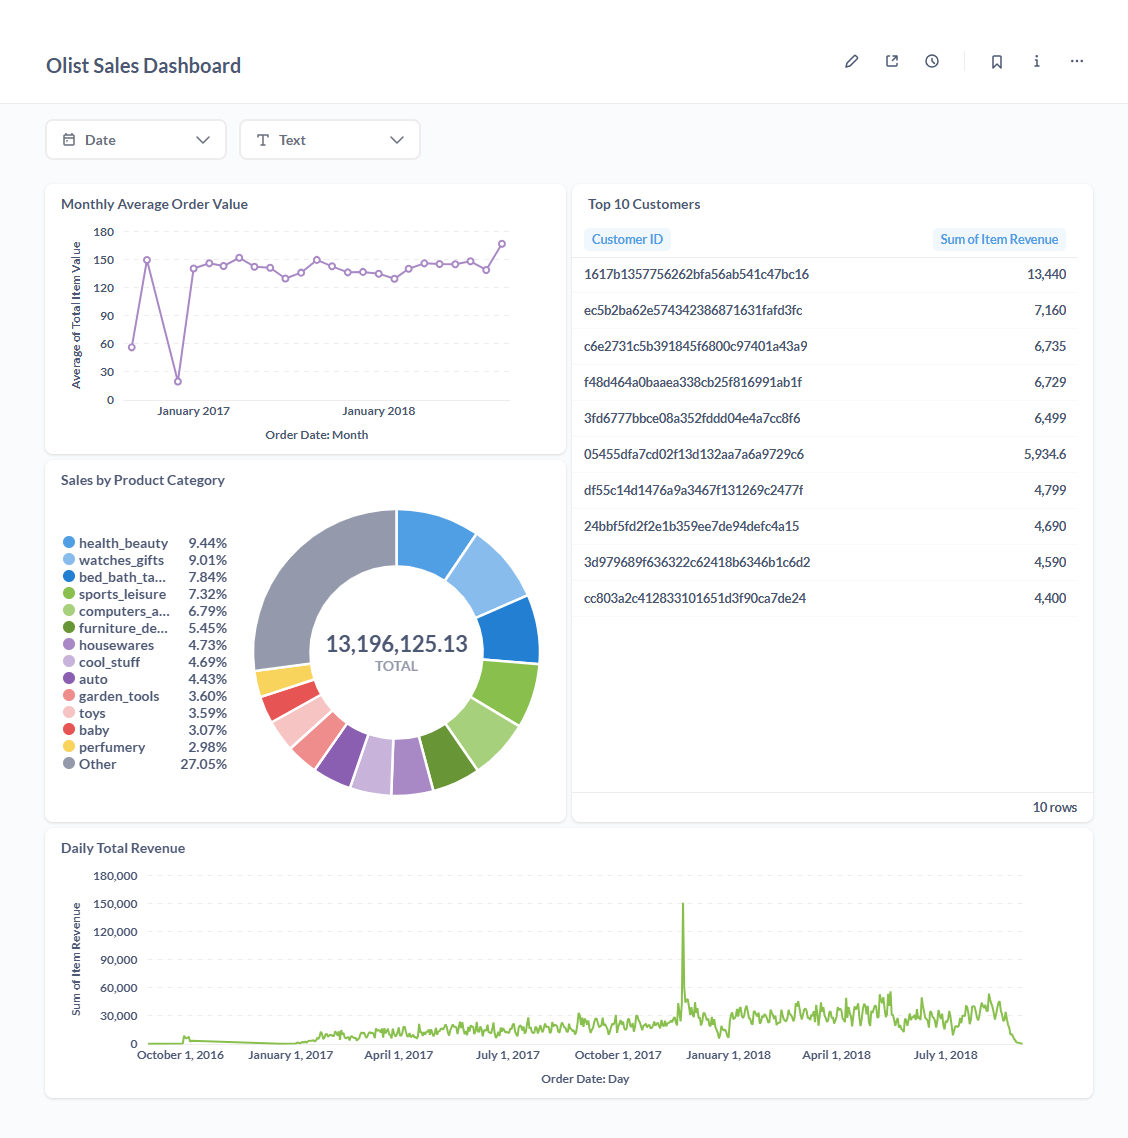 Olist Sales Dashboard
Date
Text
Monthly Average Order Value
180
150
120
90
60
30
0
Average of Total Item Value
January 2017
January 2018
Order Date: Month
Top 10 Customers
Customer ID Sum of Item Revenue
1617b1357756262bfa56ab541c47bc16 13,440
ec5b2ba62e574342386871631fafd3fc 7,160
c6e2731c5b391845f6800c97401a43a9 6,735
f48d464a0baaea338cb25f816991ab1f 6,729
3fd6777bbce08a352fddd04e4a7cc8f6 6,499
05455dfa7cd02f13d132aa7a6a9729c6 5,934.6
df55c14d1476a9a3467f131269c2477f 4,799
24bbf5fd2f2e1b359ee7de94defc4a15 4,690
3d979689f636322c62418b6346b1c6d2 4,590
cc803a2c412833101651d3f90ca7de24 4,400
10 rows
Sales by Product Category
health_beauty 9.44%
watches_gifts 9.01%
bed_bath_ta... 7.84%
sports_leisure 7.32%
computers_a... 6.79%
furniture_de... 5.45%
housewares 4.73%
cool_stuff 4.69%
auto 4.43%
garden_tools 3.60%
toys 3.59%
baby 3.07%
perfumery 2.98%
Other 27.05%
13,196,125.13
TOTAL
Daily Total Revenue
180,000
150,000
120,000
90,000
60,000
30,000
0
Sum of Item Revenue
October 1, 2016
January 1, 2017
April 1, 2017
July 1, 2017
October 1, 2017
January 1, 2018
April 1, 2018
July 1, 2018
Order Date: Day